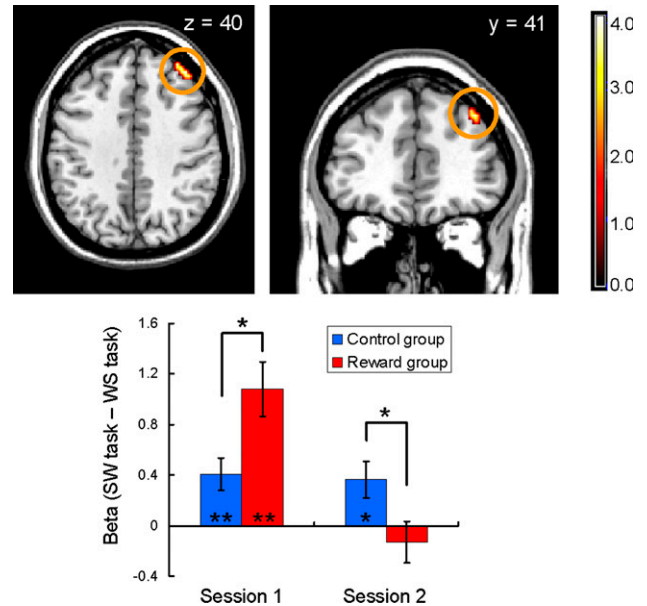 z = 40
y = 41
4.0
3.0
2.0
1.0
0.0
Beta (SW task – WS task)
1.6
1.2
0.8
0.4
0
-0.4
Control group
Reward group
*
*
**
**
*
Session 1
Session 2